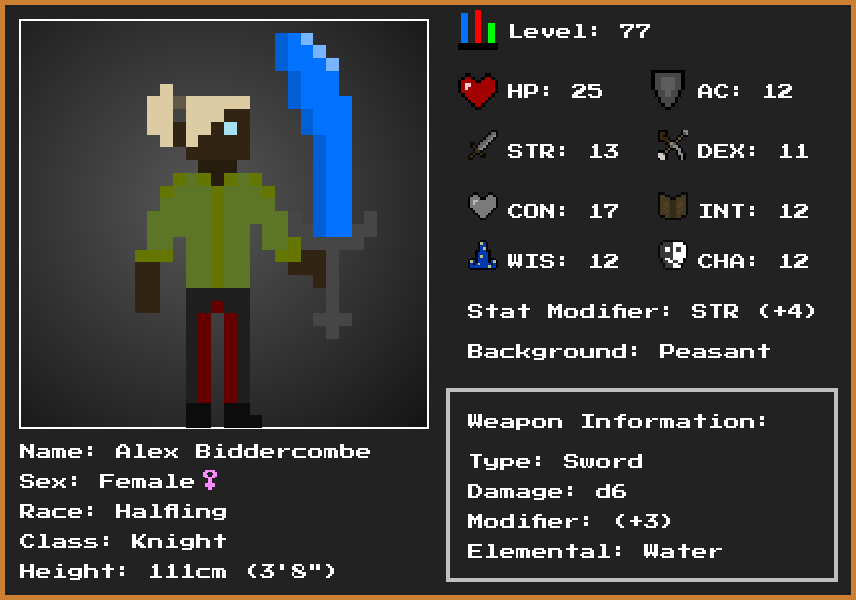 Level: 77
HP: 25
AC: 12
STR: 13
DEX: 11
CON: 17
INT: 12
WIS: 12
CHA: 12
Stat Modifier: STR (+4)
Background: Peasant
Name: Alex Biddercombe
Sex: Female♀
Race: Halfling
Class: Knight
Height: 111cm (3'8")
Weapon Information:
Type: Sword
Damage: d6
Modifier: (+3)
Elemental: Water